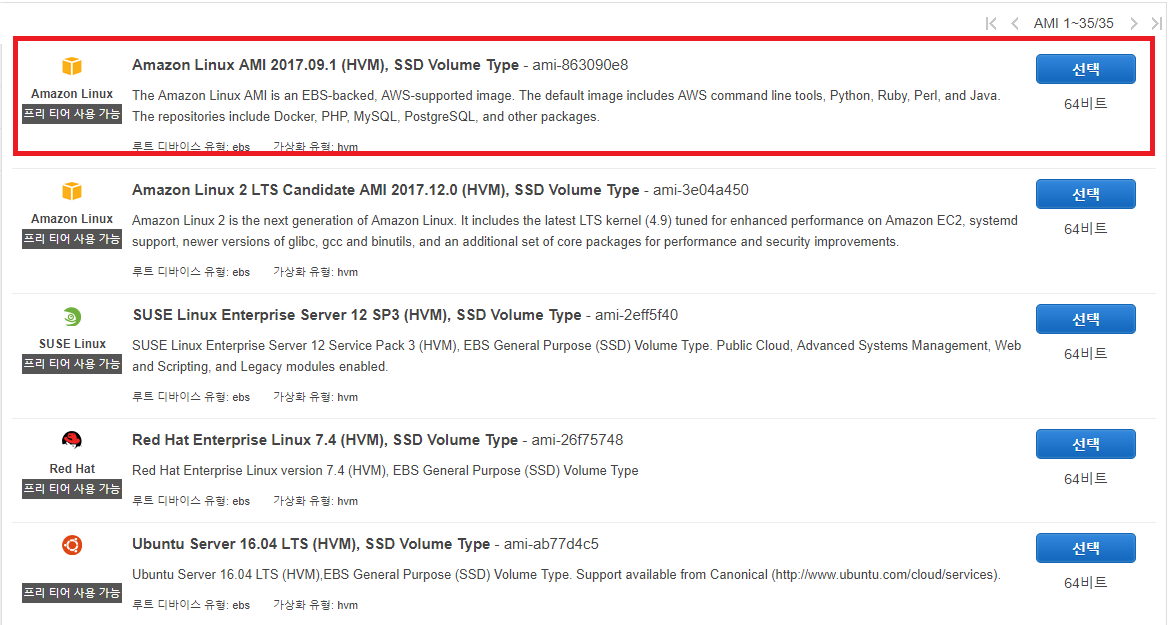 AMI 1~35/35
Amazon Linux
프리 티어 사용 가능
Amazon Linux AMI 2017.09.1 (HVM), SSD Volume Type - ami-863090e8
The Amazon Linux AMI is an EBS-backed, AWS-supported image. The default image includes AWS command line tools, Python, Ruby, Perl, and Java.
The repositories include Docker, PHP, MySQL, PostgreSQL, and other packages.
루트 디바이스 유형: ebs 가상화 유형: hvm
선택
64비트
Amazon Linux
프리 티어 사용 가능
Amazon Linux 2 LTS Candidate AMI 2017.12.0 (HVM), SSD Volume Type - ami-3e04a450
Amazon Linux 2 is the next generation of Amazon Linux. It includes the latest LTS kernel (4.9) tuned for enhanced performance on Amazon EC2, systemd
support, newer versions of glibc, gcc and binutils, and an additional set of core packages for performance and security improvements.
루트 디바이스 유형: ebs 가상화 유형: hvm
선택
64비트
SUSE Linux
프리 티어 사용 가능
SUSE Linux Enterprise Server 12 SP3 (HVM), SSD Volume Type - ami-2eff5f40
SUSE Linux Enterprise Server 12 Service Pack 3 (HVM), EBS General Purpose (SSD) Volume Type. Public Cloud, Advanced Systems Management, Web
and Scripting, and Legacy modules enabled.
루트 디바이스 유형: ebs 가상화 유형: hvm
선택
64비트
Red Hat
프리 티어 사용 가능
Red Hat Enterprise Linux 7.4 (HVM), SSD Volume Type - ami-26f75748
Red Hat Enterprise Linux version 7.4 (HVM), EBS General Purpose (SSD) Volume Type
루트 디바이스 유형: ebs 가상화 유형: hvm
선택
64비트
프리 티어 사용 가능
Ubuntu Server 16.04 LTS (HVM), SSD Volume Type - ami-ab77d4c5
Ubuntu Server 16.04 LTS (HVM),EBS General Purpose (SSD) Volume Type. Support available from Canonical (http://www.ubuntu.com/cloud/services).
루트 디바이스 유형: ebs 가상화 유형: hvm
선택
64비트